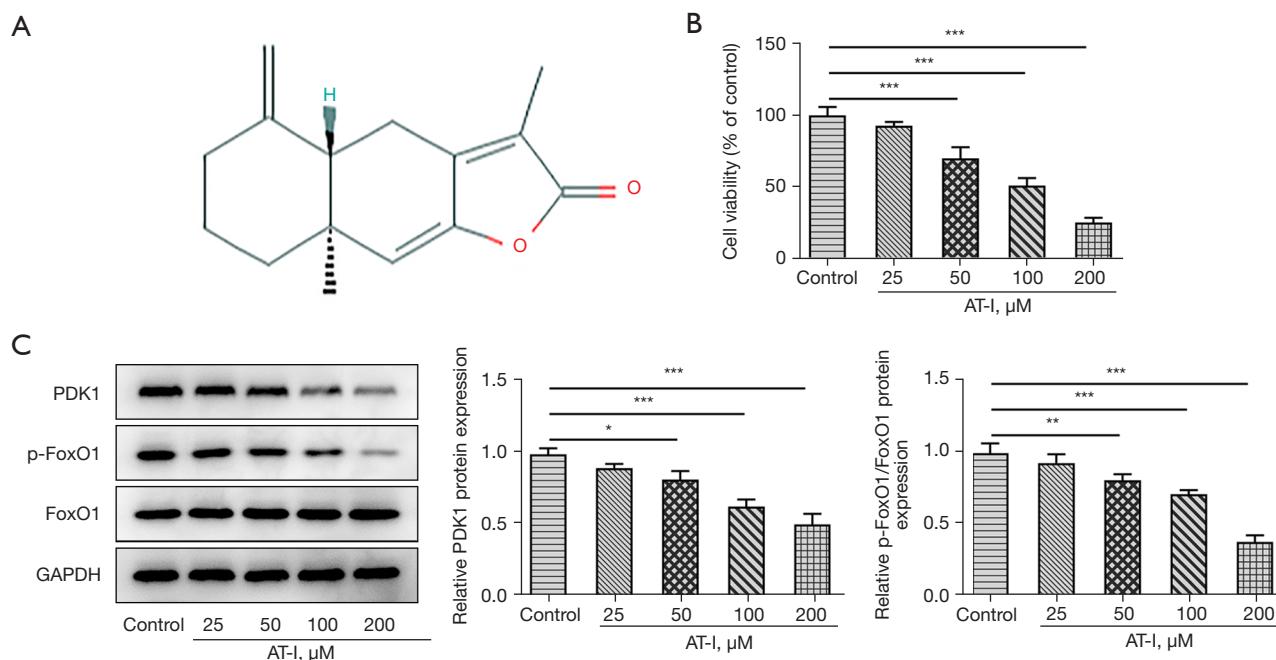 A
H
O
O
B
Cell viability (% of control)
150
100
50
0
***
***
***
Control 25 50 100 200
AT-I, µM
C
PDK1
p-FoxO1
FoxO1
GAPDH
Control 25 50 100 200
AT-I, µM
Relative PDK1 protein expression
1.5
1.0
0.5
0.0
***
***
*
Control 25 50 100 200
AT-I, µM
Relative p-FoxO1/FoxO1 protein
expression
1.5
1.0
0.5
0.0
***
***
**
Control 25 50 100 200
AT-I, µM